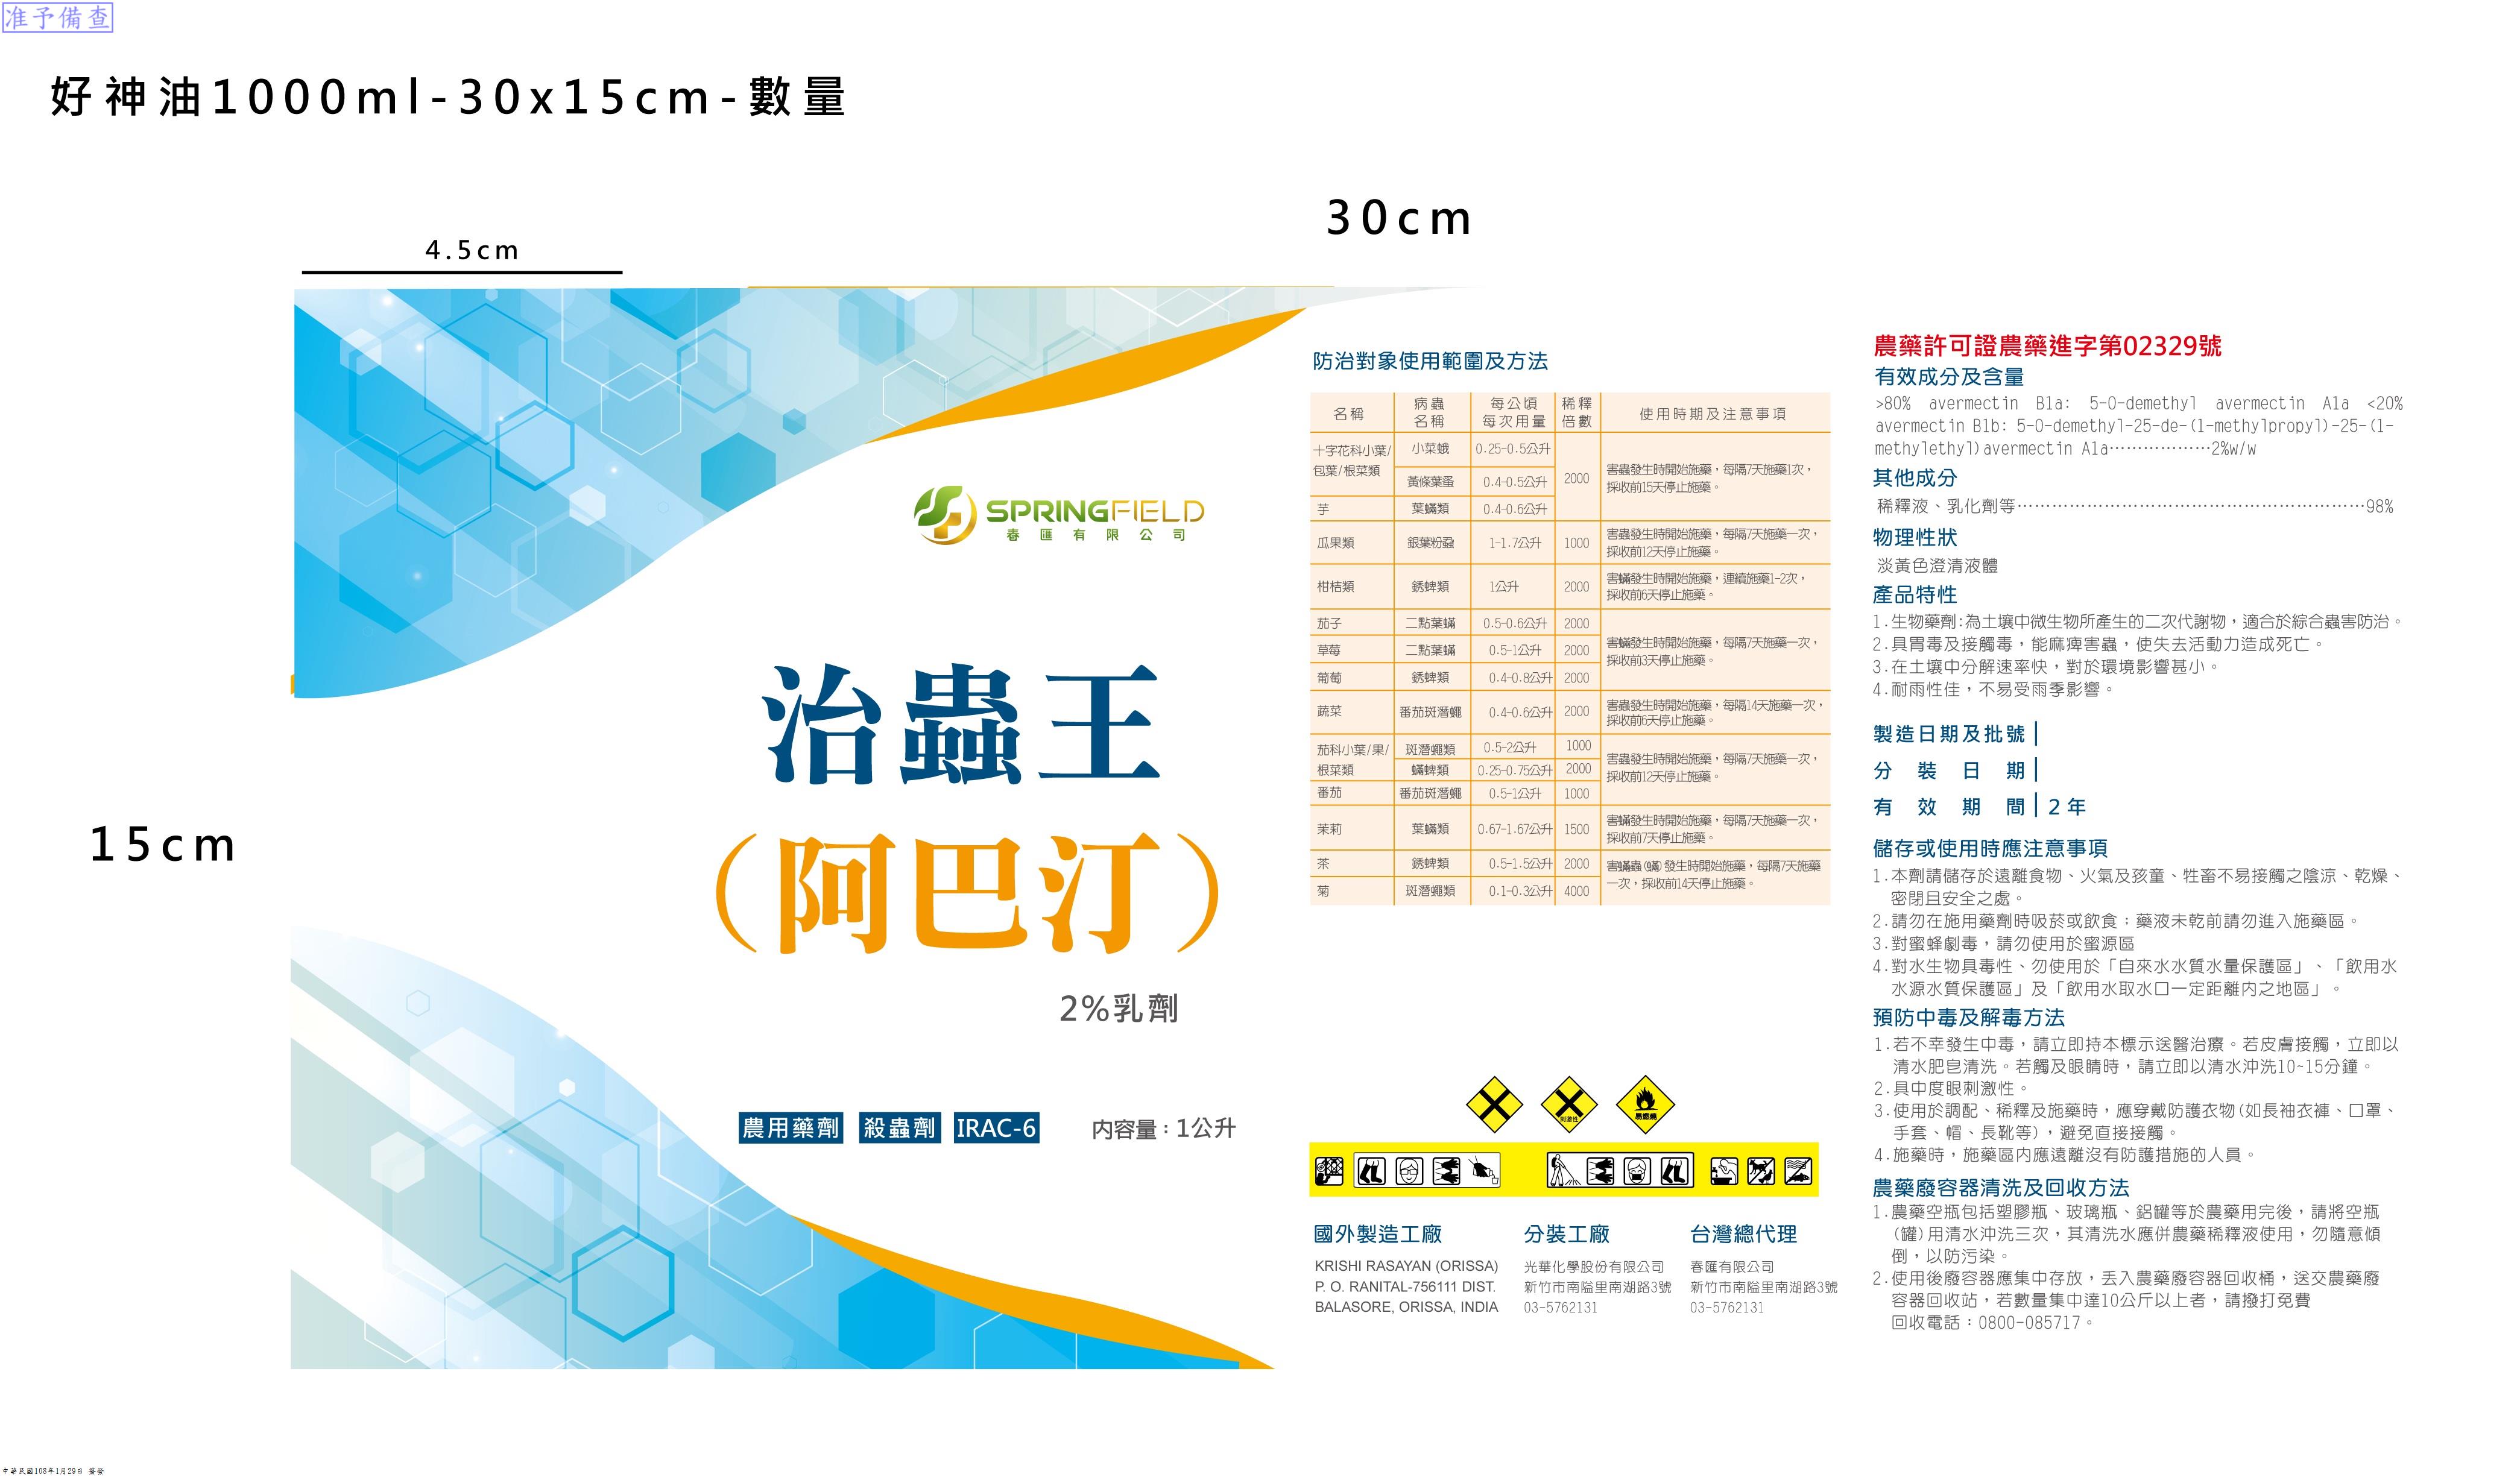 准予備查
好神油1000ml-30x15cm-數量
30cm
4.5cm
15cm
SPRINGFIELD
春匯有限公司
治蟲王
（阿巴汀）
2%乳劑
農用藥劑 殺蟲劑 IRAC-6 內容量：1公升
防治對象使用範圍及方法
名稱 病蟲名稱 每公頃每次用量 稀釋倍數 使用時期及注意事項
十字花科小葉/包葉/根菜類 小菜蛾 0.25-0.5公升 2000 害蟲發生時開始施藥，每隔7天施藥1次，採收前15天停止施藥。
黃條葉蚤 0.4-0.5公升
芋 葉蟎類 0.4-0.6公升
瓜果類 銀葉粉蝨 1-1.7公升 1000 害蟲發生時開始施藥，每隔7天施藥一次，採收前12天停止施藥。
柑桔類 銹蜱類 1公升 2000 害蟎發生時開始施藥，連續施藥1-2次，採收前6天停止施藥。
茄子 二點葉蟎 0.5-0.6公升 2000 害蟎發生時開始施藥，每隔7天施藥一次，採收前3天停止施藥。
草莓 二點葉蟎 0.5-1公升 2000
葡萄 銹蜱類 0.4-0.8公升 2000
蔬菜 番茄斑潛蠅 0.4-0.6公升 2000 害蟲發生時開始施藥，每隔14天施藥一次，採收前6天停止施藥。
茄科小葉/果/根菜類 斑潛蠅類 0.5-2公升 1000 害蟲發生時開始施藥，每隔7天施藥一次，採收前12天停止施藥。
蟎蜱類 0.25-0.75公升 2000
番茄 番茄斑潛蠅 0.5-1公升 1000
茉莉 葉蟎類 0.67-1.67公升 1500 害蟎發生時開始施藥，每隔7天施藥一次，採收前7天停止施藥。
茶 銹蜱類 0.5-1.5公升 2000 害蟎蟲(蟎)發生時開始施藥，每隔7天施藥一次，採收前14天停止施藥。
菊 斑潛蠅類 0.1-0.3公升 4000
刺激性
易燃燒
國外製造工廠
KRISHI RASAYAN (ORISSA)
P. O. RANITAL-756111 DIST.
BALASORE, ORISSA, INDIA
分裝工廠
光華化學股份有限公司
新竹市南隘里南湖路3號
03-5762131
台灣總代理
春匯有限公司
新竹市南隘里南湖路3號
03-5762131
農藥許可證農藥進字第02329號
有效成分及含量
>80% avermectin B1a: 5-O-demethyl avermectin A1a <20%
avermectin B1b: 5-O-demethyl-25-de-(1-methylpropyl)-25-(1-
methylethyl)avermectin A1a………………2%w/w
其他成分
稀釋液、乳化劑等……………………………………………………98%
物理性狀
淡黃色澄清液體
產品特性
1.生物藥劑:為土壤中微生物所產生的二次代謝物，適合於綜合蟲害防治。
2.具胃毒及接觸毒，能麻痺害蟲，使失去活動力造成死亡。
3.在土壤中分解速率快，對於環境影響甚小。
4.耐雨性佳，不易受雨季影響。
製造日期及批號|
分裝日期|
有效期間|2年
儲存或使用時應注意事項
1.本劑請儲存於遠離食物、火氣及孩童、牲畜不易接觸之陰涼、乾燥、
密閉且安全之處。
2.請勿在施用藥劑時吸菸或飲食；藥液未乾前請勿進入施藥區。
3.對蜜蜂劇毒，請勿使用於蜜源區
4.對水生物具毒性、勿使用於「自來水水質水量保護區」、「飲用水
水源水質保護區」及「飲用水取水口一定距離內之地區」。
預防中毒及解毒方法
1.若不幸發生中毒，請立即持本標示送醫治療。若皮膚接觸，立即以
清水肥皂清洗。若觸及眼睛時，請立即以清水沖洗10~15分鐘。
2.具中度眼刺激性。
3.使用於調配、稀釋及施藥時，應穿戴防護衣物(如長袖衣褲、口罩、
手套、帽、長靴等)，避免直接接觸。
4.施藥時，施藥區內應遠離沒有防護措施的人員。
農藥廢容器清洗及回收方法
1.農藥空瓶包括塑膠瓶、玻璃瓶、鋁罐等於農藥用完後，請將空瓶
(罐)用清水沖洗三次，其清洗水應併農藥稀釋液使用，勿隨意傾
倒，以防污染。
2.使用後廢容器應集中存放，丟入農藥廢容器回收桶，送交農藥廢
容器回收站，若數量集中達10公斤以上者，請撥打免費
回收電話：0800-085717。
中華民國108年1月29日 簽發